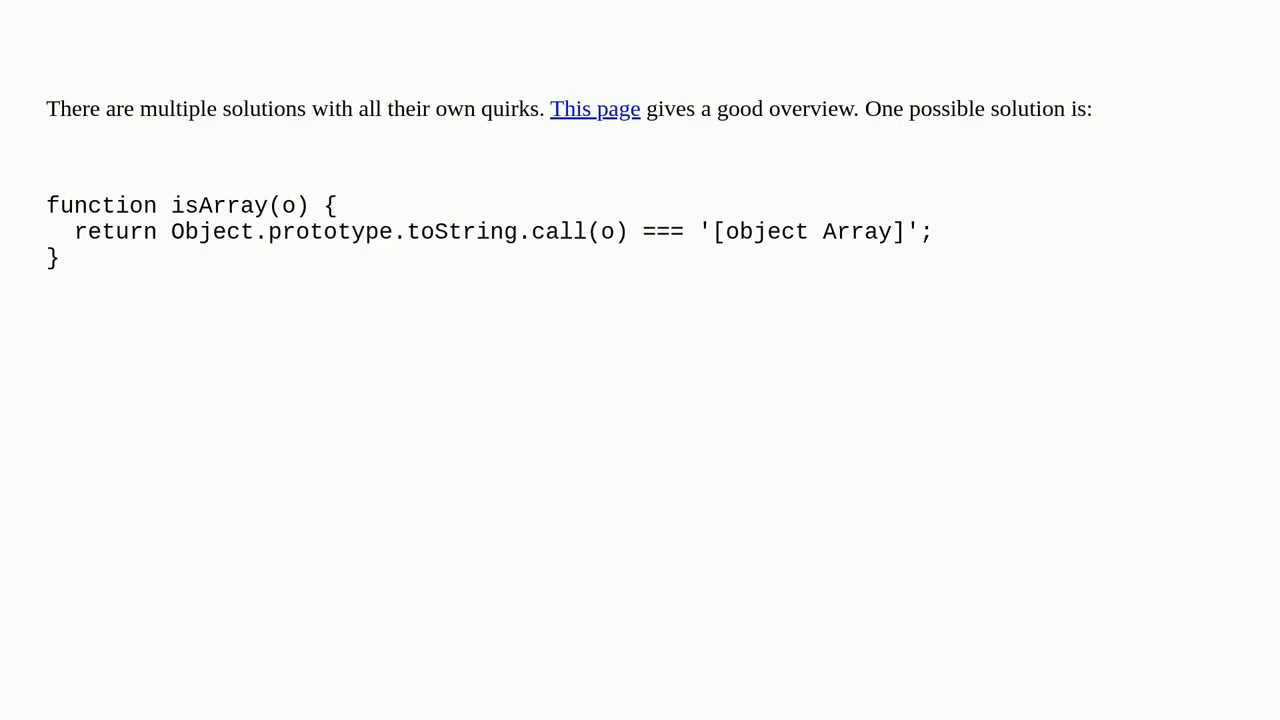 There are multiple solutions with all their own quirks. This page gives a good overview. One possible solution is:
function isArray(o) {
  return Object.prototype.toString.call(o) === '[object Array]';
}